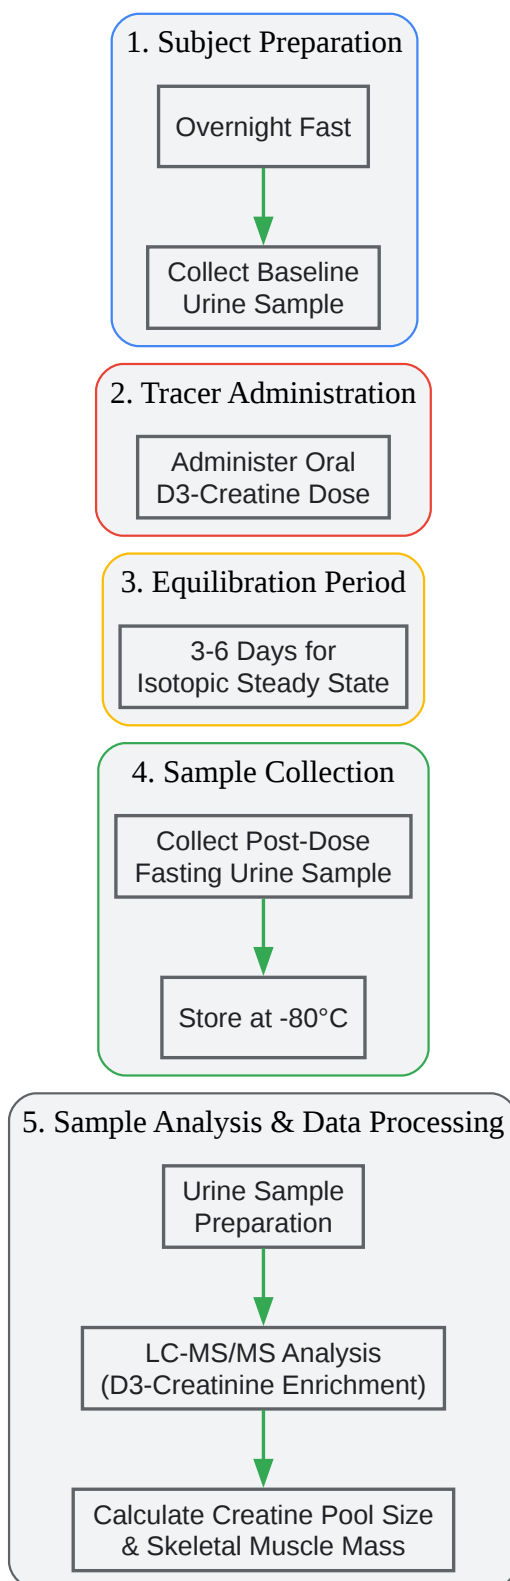 1. Subject Preparation
Overnight Fast
Collect Baseline
Urine Sample
2. Tracer Administration
Administer Oral
D3-Creatine Dose
3. Equilibration Period
3-6 Days for
Isotopic Steady State
4. Sample Collection
Collect Post-Dose
Fasting Urine Sample
Store at -80°C
5. Sample Analysis & Data Processing
Urine Sample
Preparation
LC-MS/MS Analysis
(D3-Creatinine Enrichment)
Calculate Creatine Pool Size
& Skeletal Muscle Mass